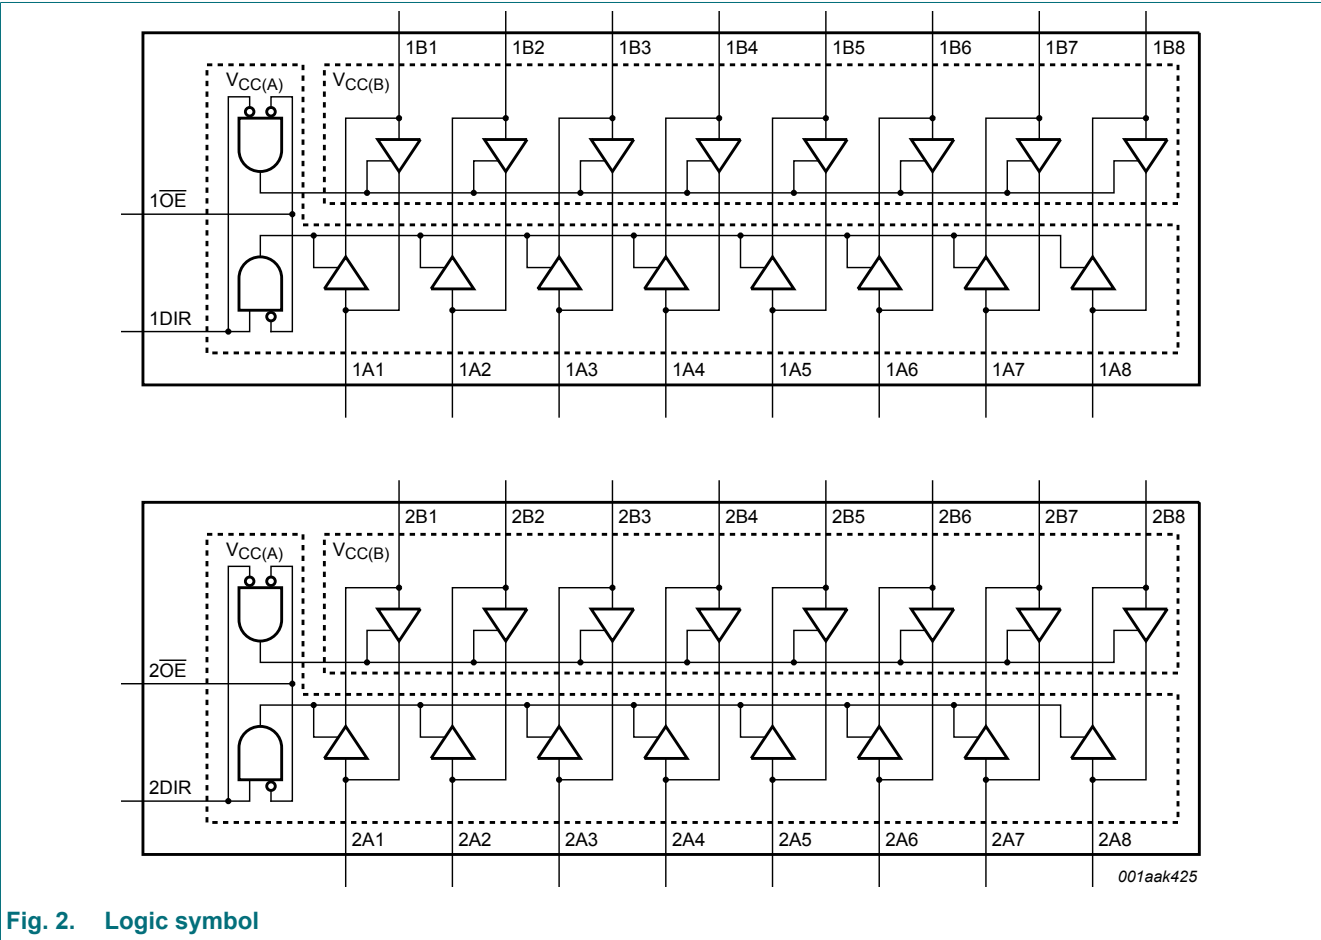 1B1 1B2 1B3 1B4 1B5 1B6 1B7 1B8
VCC(A) VCC(B)
1O̅E̅
1DIR
1A1 1A2 1A3 1A4 1A5 1A6 1A7 1A8
2B1 2B2 2B3 2B4 2B5 2B6 2B7 2B8
VCC(A) VCC(B)
2O̅E̅
2DIR
2A1 2A2 2A3 2A4 2A5 2A6 2A7 2A8
001aak425
Fig. 2. Logic symbol